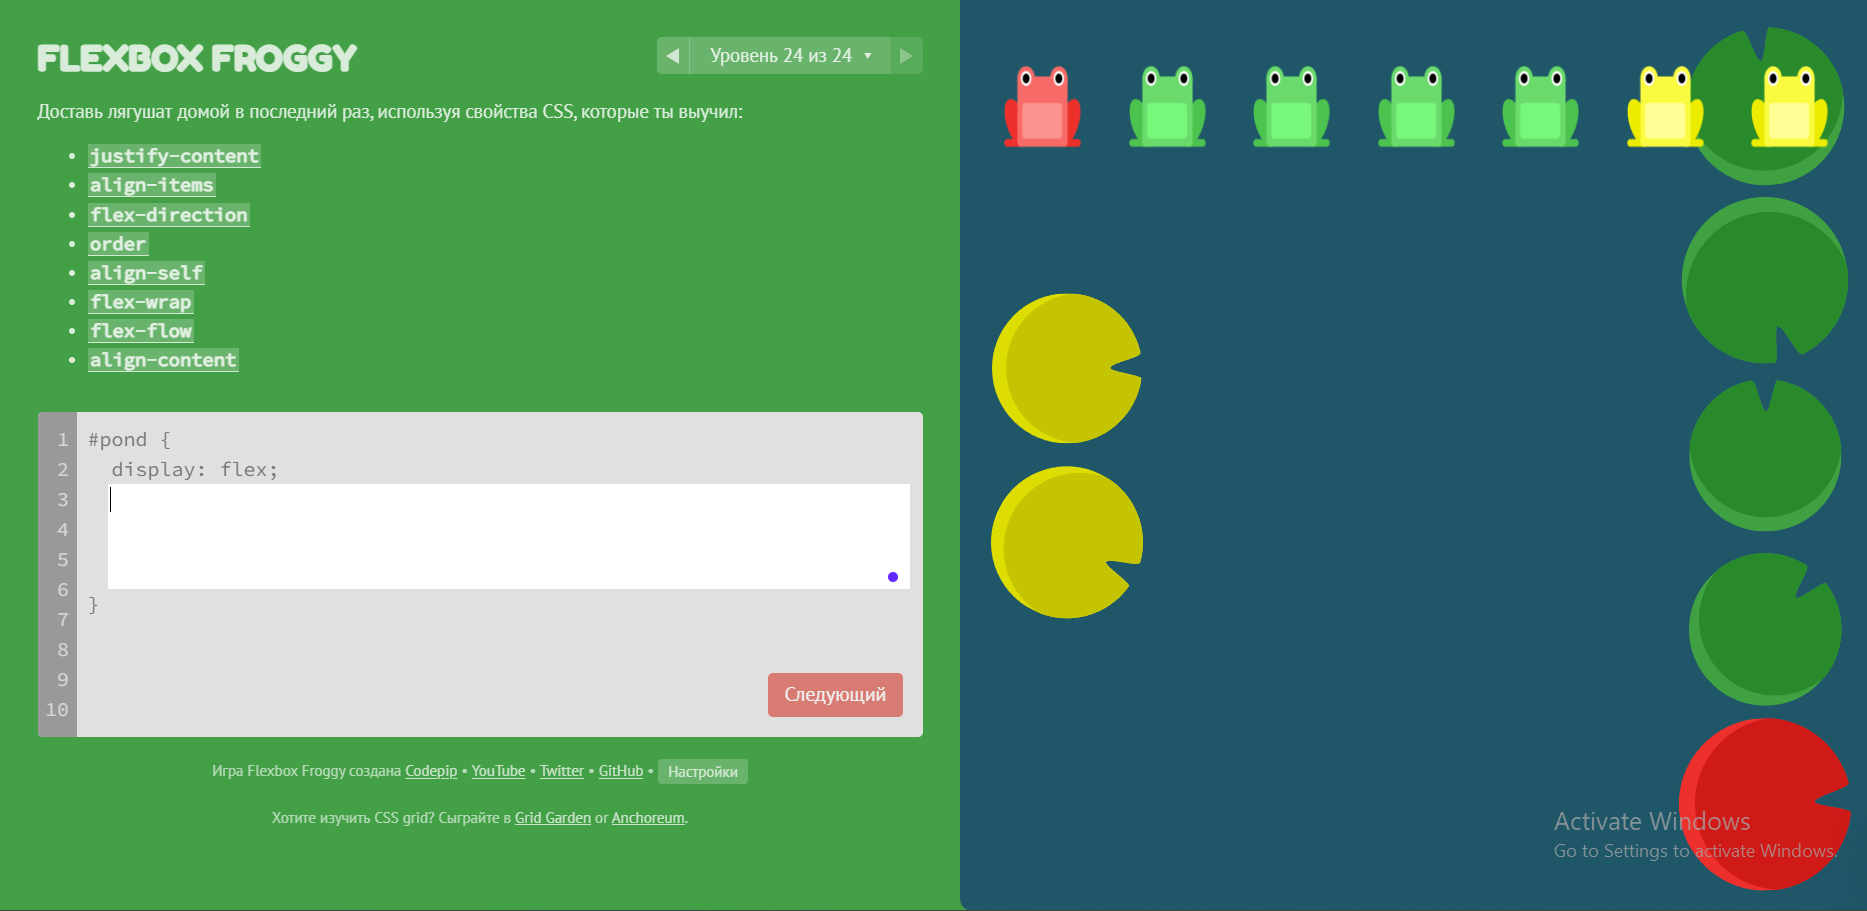 FLEXBOX FROGGY
Уровень 24 из 24
Доставь лягушат домой в последний раз, используя свойства CSS, которые ты выучил:
justify-content
align-items
flex-direction
order
align-self
flex-wrap
flex-flow
align-content
1 #pond {
2 display: flex;
3
4
5
6
}
7
8
9
10
Следующий
Игра Flexbox Froggy создана Codepip • YouTube • Twitter • GitHub • Настройки
Хотите изучить CSS grid? Сыграйте в Grid Garden or Anchoreum.
Activate Windows
Go to Settings to activate Windows.